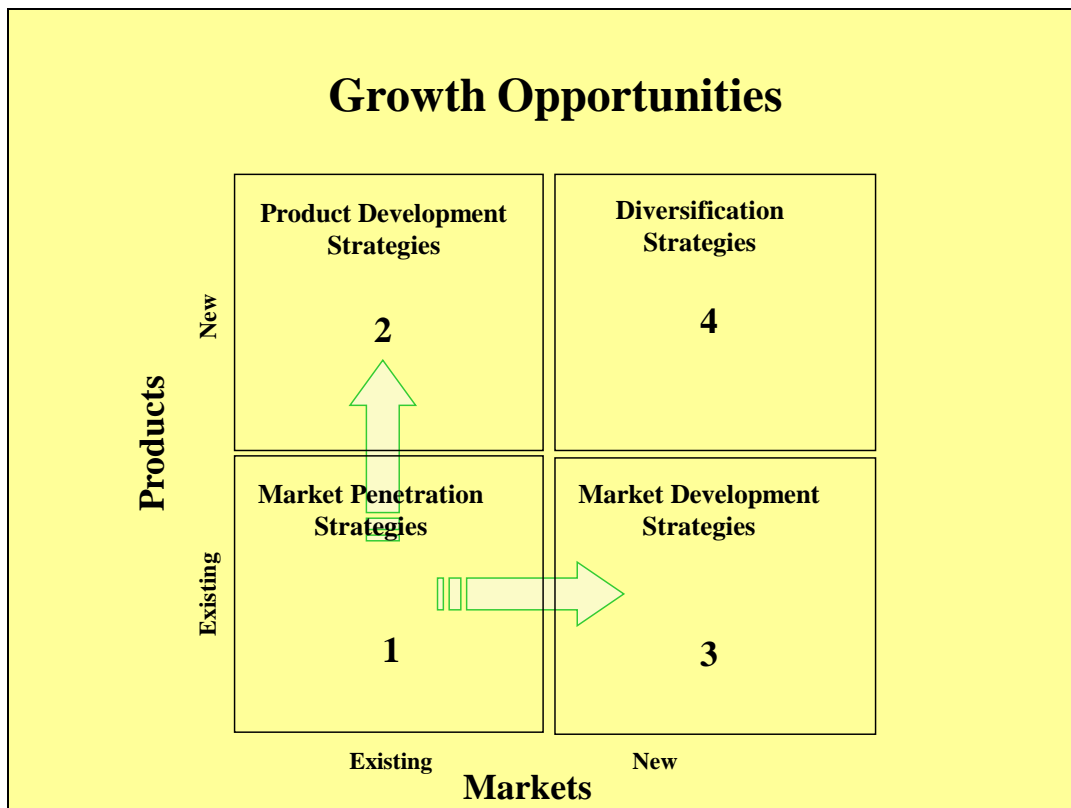 Growth Opportunities
Product Development
Strategies
2
Diversification
Strategies
4
New
Products
Market Penetration
Strategies
1
Market Development
Strategies
3
Existing
Existing
New
Markets